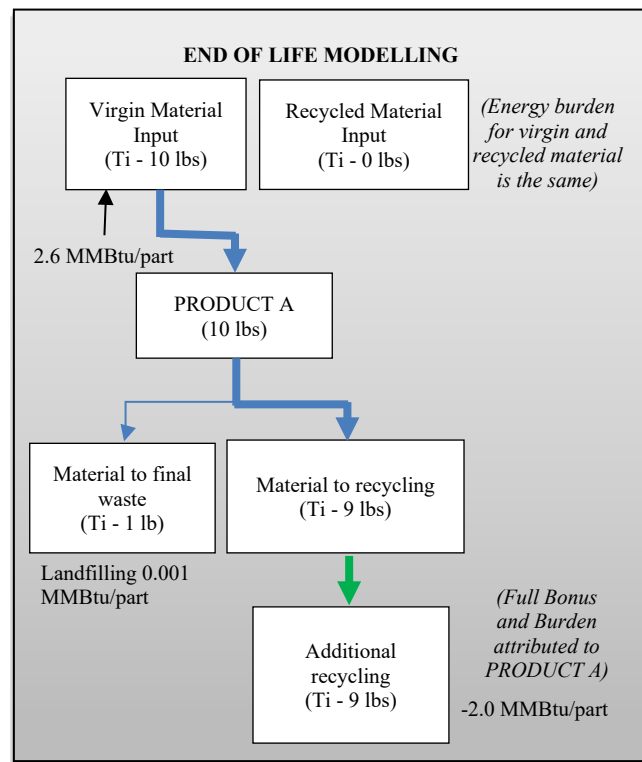 END OF LIFE MODELLING
Virgin Material
Input
(Ti - 10 lbs)
Recycled Material
Input
(Ti - 0 lbs)
(Energy burden
for virgin and
recycled material
is the same)
2.6 MMBtu/part
PRODUCT A
(10 lbs)
Material to final
waste
(Ti - 1 lb)
Material to recycling
(Ti - 9 lbs)
Landfilling 0.001
MMBtu/part
Additional
recycling
(Ti - 9 lbs)
(Full Bonus
and Burden
attributed to
PRODUCT A)
-2.0 MMBtu/part